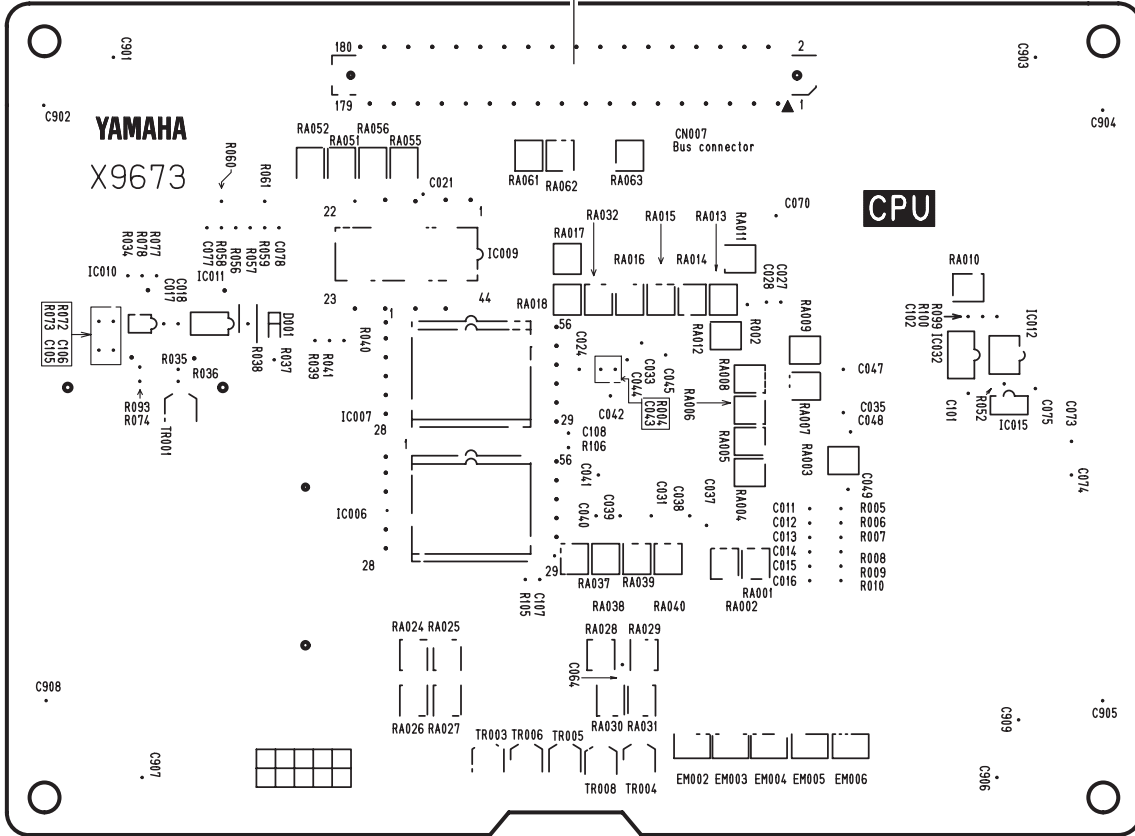 180
2
C901
C903
C902
179
1
C904
YAMAHA
X9673
RA052
RA056
RA051
RA055
CN007
Bus connector
RA061
RA062
RA063
R060
R061
C021
22
1
C070
CPU
RA032
RA015
RA013
RA011
RA017
RA016
RA014
R034
R078
R077
C077
R058
R056
R057
R059
C078
IC009
IC010
IC011
RA010
C017
C018
RA018
C028
C027
23
1
44
R072
C106
R073
C105
D001
R040
56
C024
RA012
R002
RA009
C102
R100
R099
IC032
IC012
R035
R036
R038
R037
R039
R041
C033
C044
C045
RA008
C047
R093
R074
TR001
IC007
28
1
29
C042
R004
C043
RA006
RA007
C035
C048
C101
R052
IC015
C075
C073
C108
R106
56
C041
RA005
RA003
RA004
C049
C074
IC006
C040
C039
C031
C038
C037
C011
R005
C012
R006
C013
R007
C014
R008
C015
R009
C016
R010
28
29
RA037
RA039
RA001
RA002
R105
C107
RA038
RA040
RA024
RA025
RA028
RA029
C064
C908
C905
C909
RA026
RA027
RA030
RA031
TR003
TR006
TR005
C907
TR008
TR004
EM002
EM003
EM004
EM005
EM006
C906